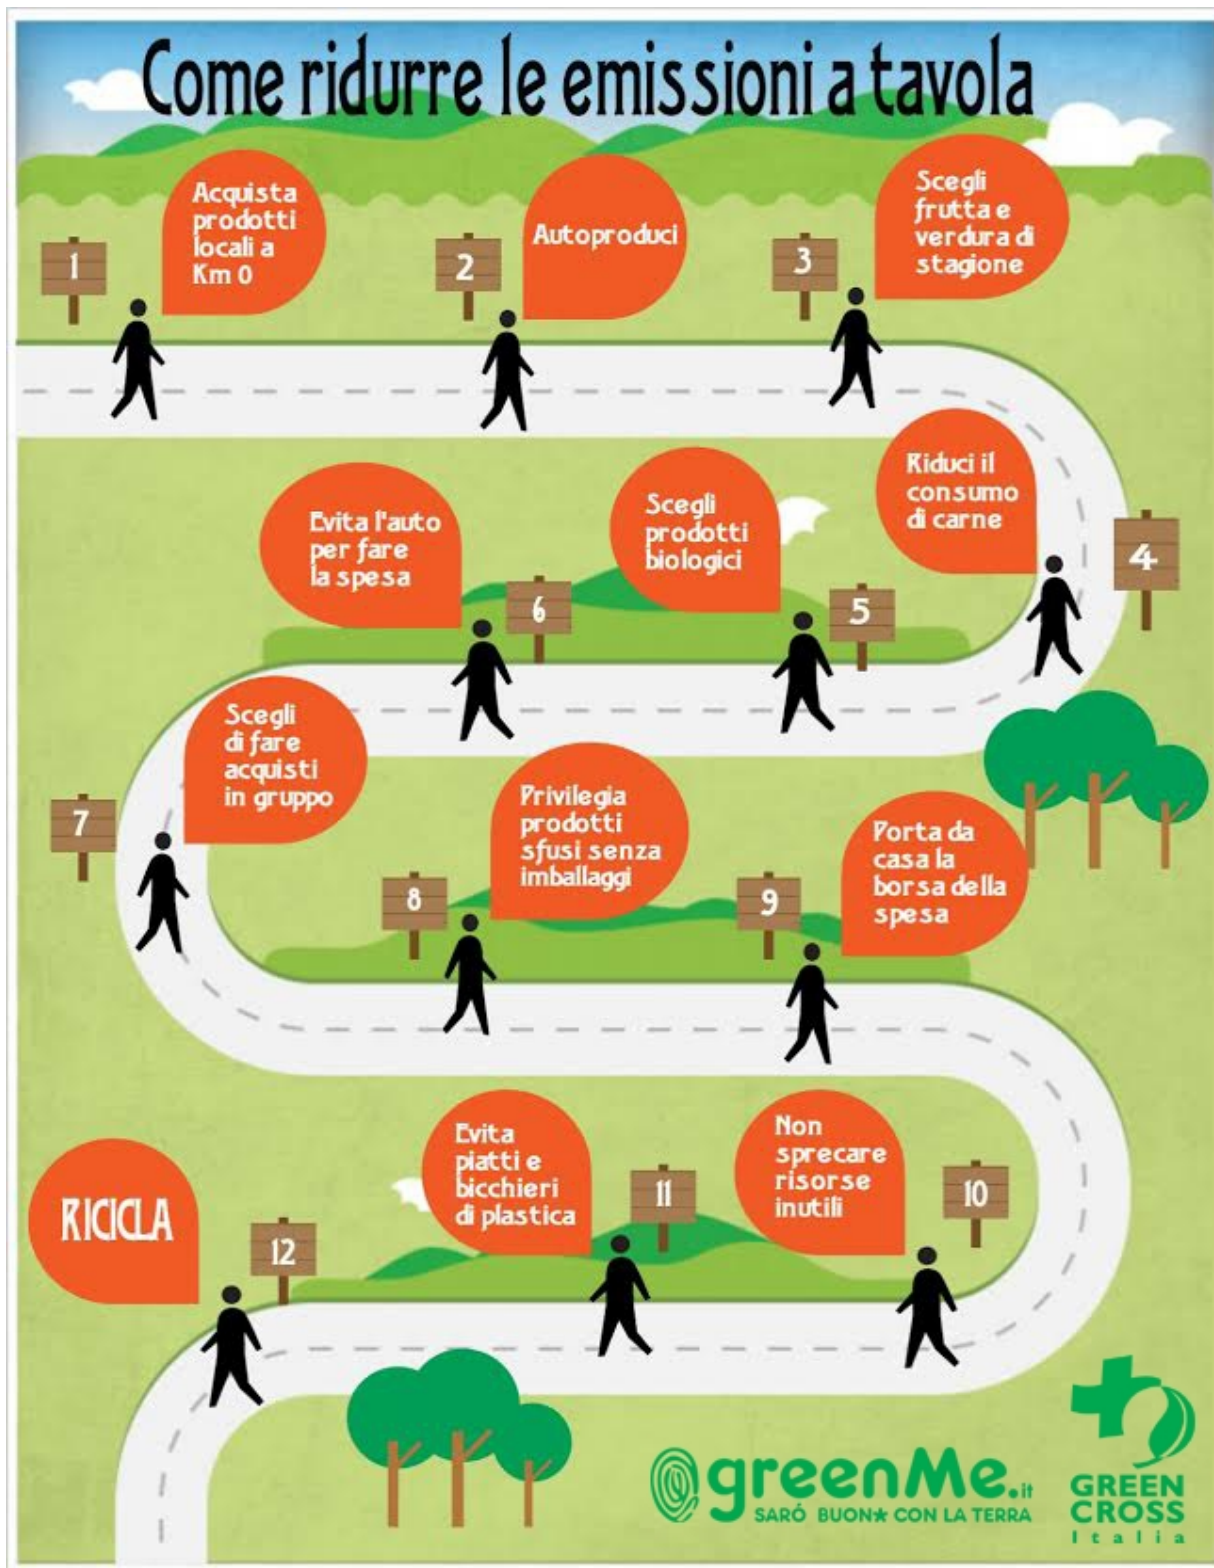 Come ridurre le emissioni a tavola
1
Acquista
prodotti
locali a
Km 0
2
Autoproduci
3
Scegli
frutta e
verdura di
stagione
4
Riduci il
consumo
di carne
5
Scegli
prodotti
biologici
6
Evita l'auto
per fare
la spesa
7
Scegli
di fare
acquisti
in gruppo
8
Privilegia
prodotti
sfusi senza
imballaggi
9
Porta da
casa la
borsa della
spesa
10
Non
sprecare
risorse
inutili
11
Evita
piatti e
bicchieri
di plastica
12
RICICLA
greenMe.it
SARÓ BUON★ CON LA TERRA
GREEN
CROSS
Italia